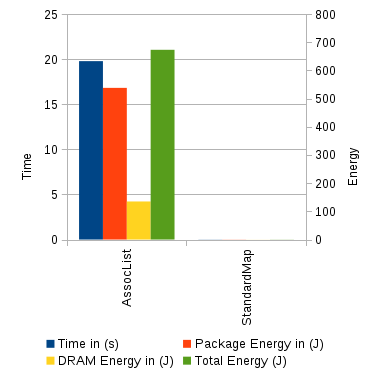 25
20
15
10
5
0
800
700
600
500
400
300
200
100
0
Time
Energy
AssocList
StandardMap
Time in (s)
Package Energy in (J)
DRAM Energy in (J)
Total Energy (J)